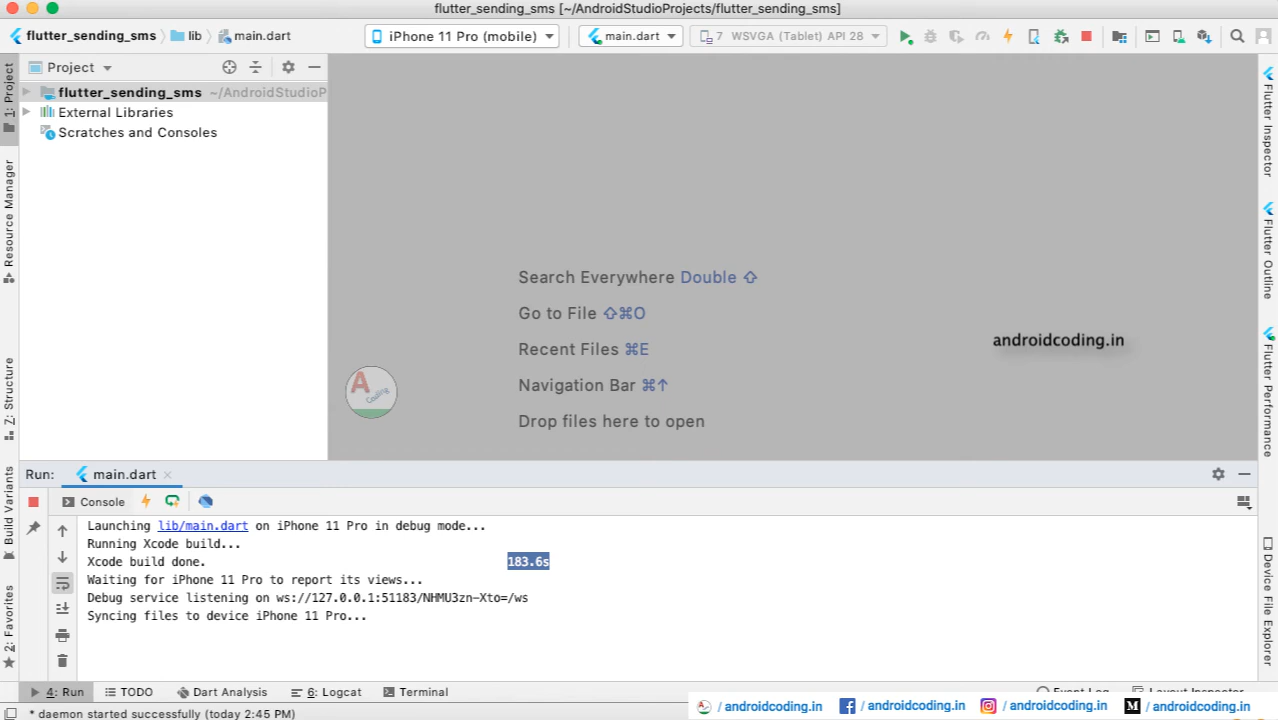 flutter_sending_sms [~/AndroidStudioProjects/flutter_sending_sms]
flutter_sending_sms lib main.dart iPhone 11 Pro (mobile) main.dart 7 WSVGA (Tablet) API 28
1: Project
Resource Manager
Z: Structure
Build Variants
2: Favorites
Project
flutter_sending_sms ~/AndroidStudioP
External Libraries
Scratches and Consoles
Search Everywhere Double ⇧
Go to File ⇧⌘O
Recent Files ⌘E
Navigation Bar ⌘↑
Drop files here to open
A Coding
androidcoding.in
Flutter Inspector
Flutter Outline
Flutter Performance
Device File Explorer
Run: main.dart
Console
Launching lib/main.dart on iPhone 11 Pro in debug mode...
Running Xcode build...
Xcode build done. 183.6s
Waiting for iPhone 11 Pro to report its views...
Debug service listening on ws://127.0.0.1:51183/NHMU3zn-Xto=/ws
Syncing files to device iPhone 11 Pro...
4: Run TODO Dart Analysis 6: Logcat Terminal Event Log Layout Inspector
* daemon started successfully (today 2:45 PM)
/ androidcoding.in / androidcoding.in / androidcoding.in / androidcoding.in